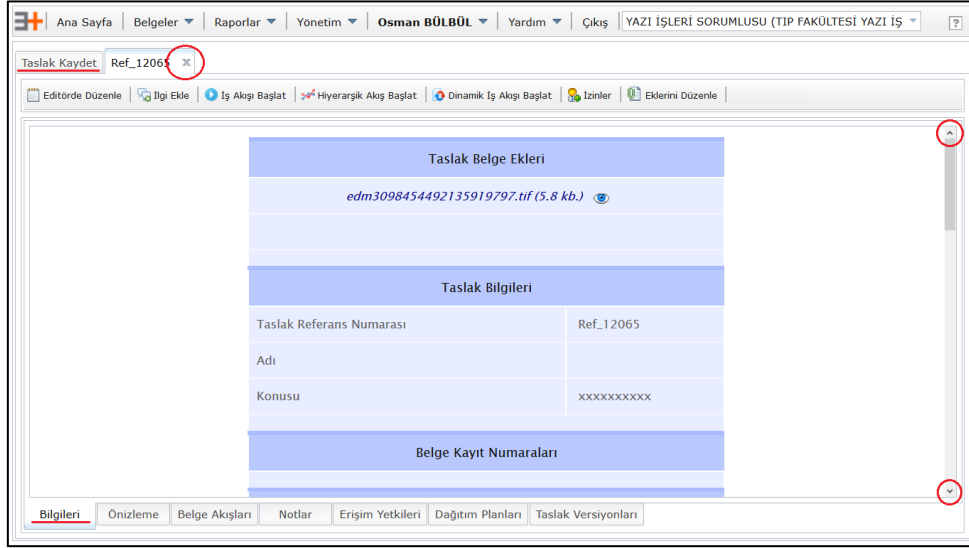 Ana Sayfa Belgeler Raporlar Yönetim Osman BÜLBÜL Yardım Çıkış YAZI İŞLERİ SORUMLUSU (TIP FAKÜLTESİ YAZI İŞ ?
Taslak Kaydet Ref_12065 x
Editörde Düzenle İlgi Ekle İş Akışı Başlat Hiyerarşik Akış Başlat Dinamik İş Akışı Başlat İzinler Eklerini Düzenle
Taslak Belge Ekleri
edm3098454492135919797.tif (5.8 kb.)
Taslak Bilgileri
Taslak Referans Numarası Ref_12065
Adı
Konusu xxxxxxxxxx
Belge Kayıt Numaraları
Bilgileri Önizleme Belge Akışları Notlar Erişim Yetkileri Dağıtım Planları Taslak Versiyonları